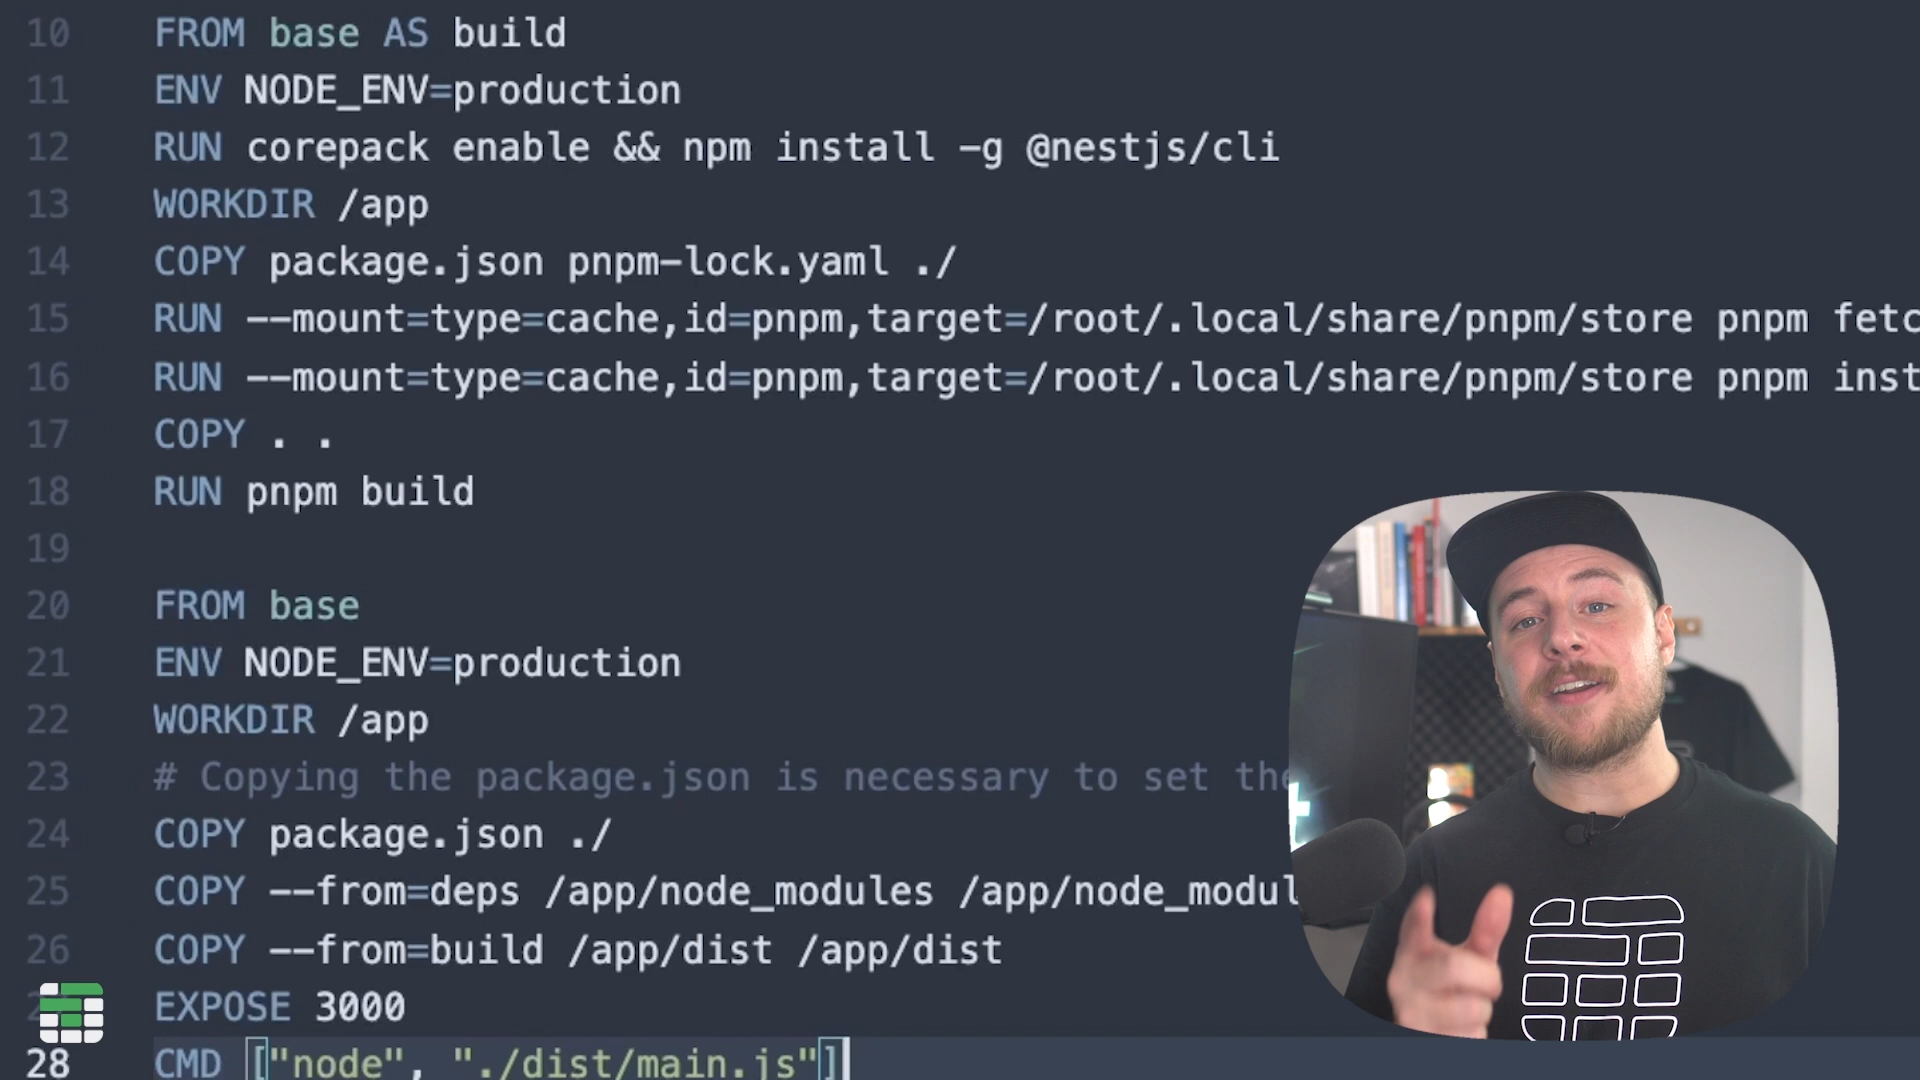 10 FROM base AS build
11 ENV NODE_ENV=production
12 RUN corepack enable && npm install -g @nestjs/cli
13 WORKDIR /app
14 COPY package.json pnpm-lock.yaml ./
15 RUN --mount=type=cache,id=pnpm,target=/root/.local/share/pnpm/store pnpm fetc
16 RUN --mount=type=cache,id=pnpm,target=/root/.local/share/pnpm/store pnpm inst
17 COPY . .
18 RUN pnpm build
19
20 FROM base
21 ENV NODE_ENV=production
22 WORKDIR /app
23 # Copying the package.json is necessary to set the
24 COPY package.json ./
25 COPY --from=deps /app/node_modules /app/node_modul
26 COPY --from=build /app/dist /app/dist
EXPOSE 3000
28 CMD ["node", "./dist/main.js"]